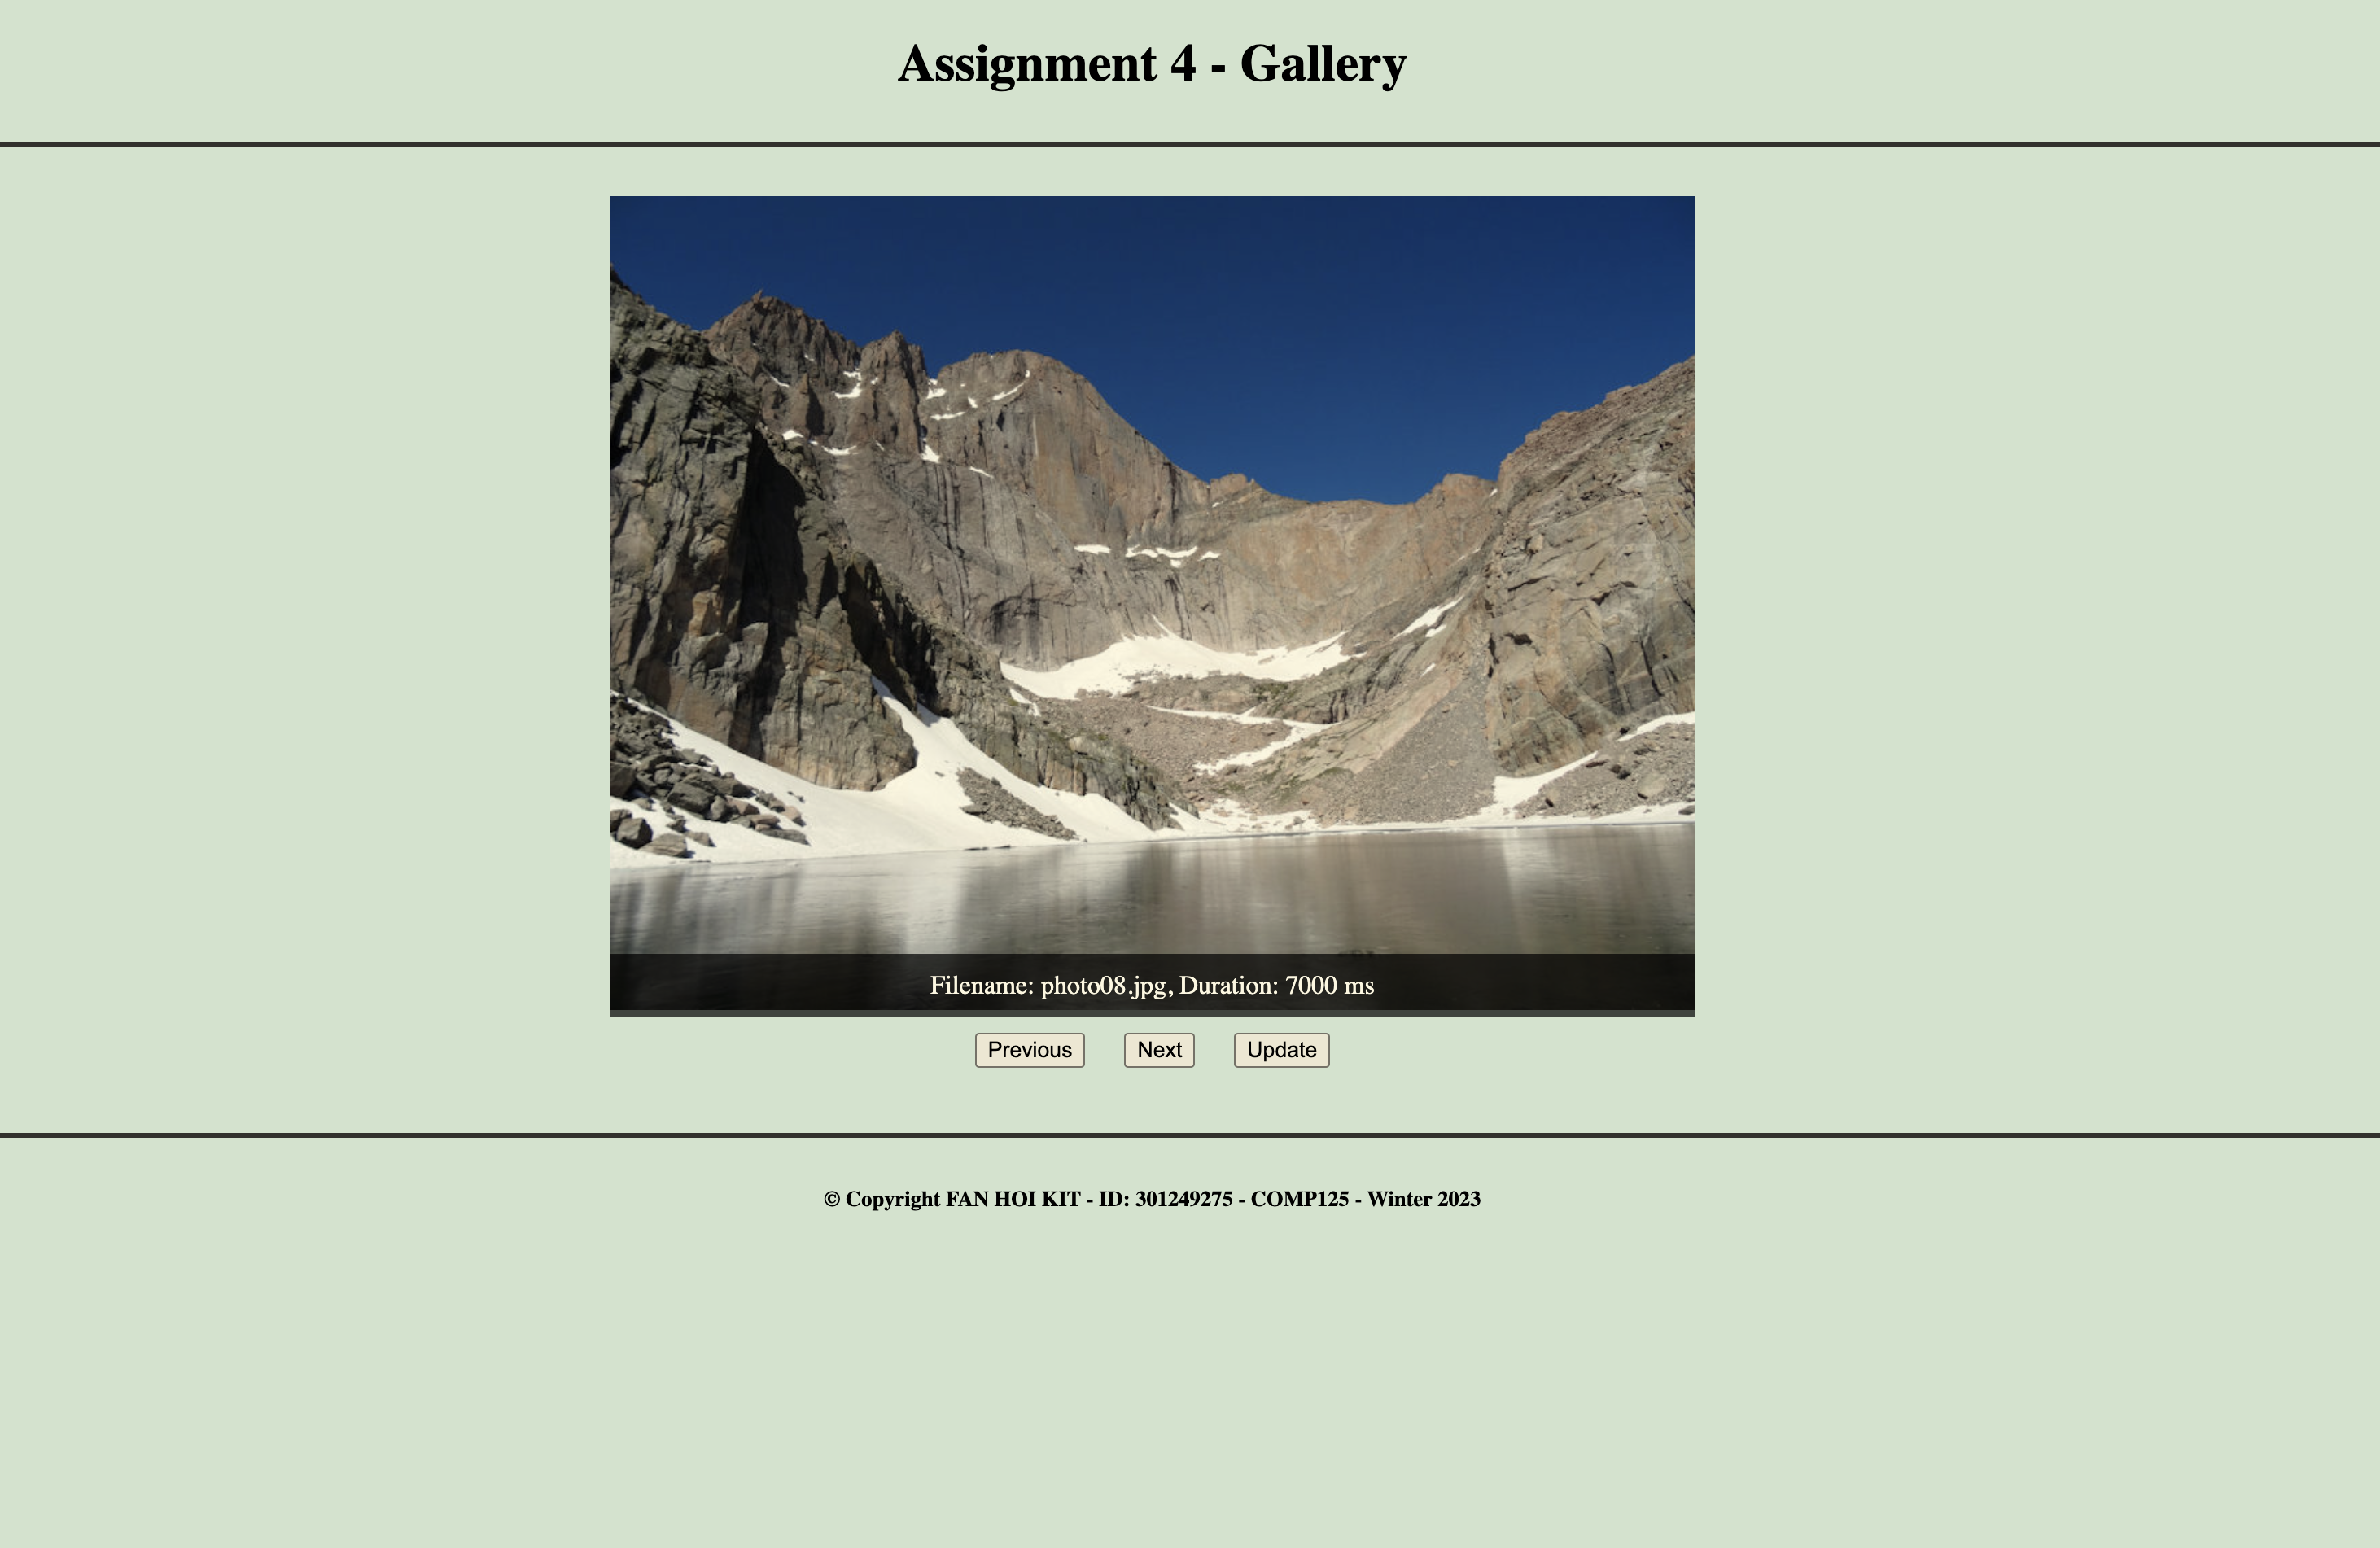 Assignment 4 - Gallery
Filename: photo08.jpg, Duration: 7000 ms
Previous
Next
Update
© Copyright FAN HOI KIT - ID: 301249275 - COMP125 - Winter 2023